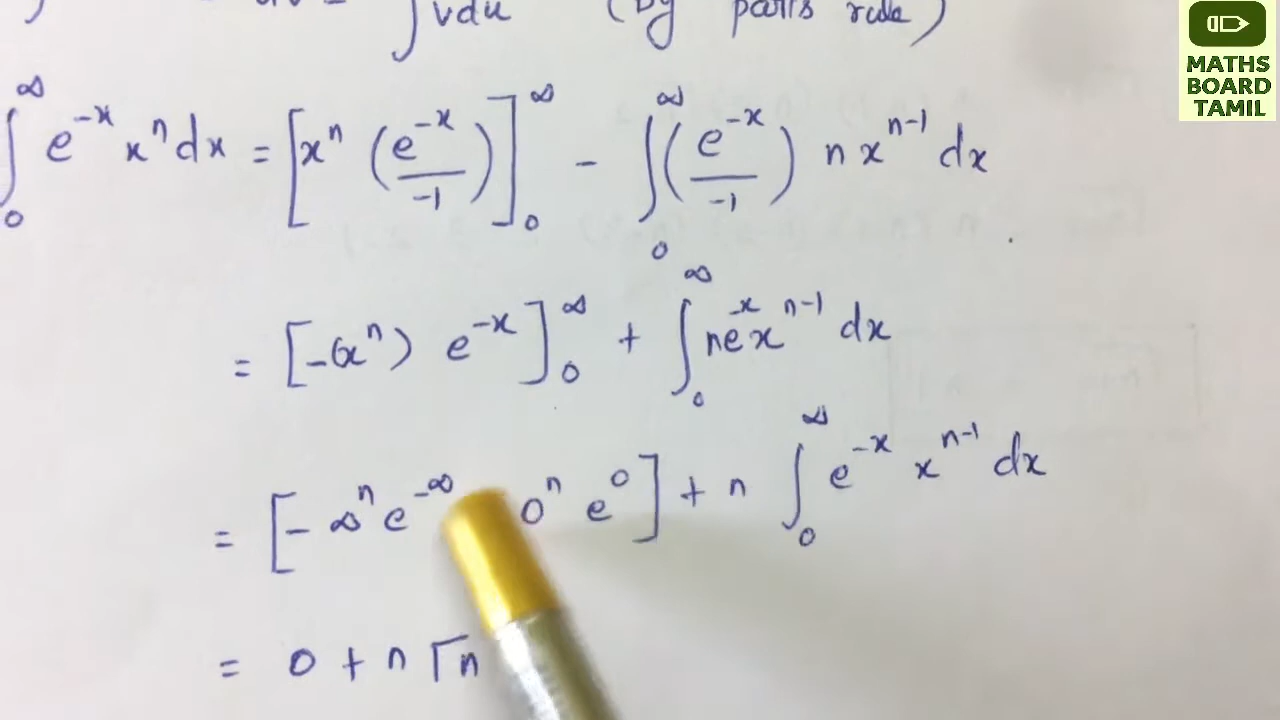 dv = ∫ vdu (By parts rule)
MATHS
BOARD
TAMIL
∫₀^∞ e^{-x} x^n dx = [x^n (e^{-x}/-1)]₀^∞ - ∫₀^∞ (e^{-x}/-1) n x^{n-1} dx
= [-(x^n) e^{-x}]₀^∞ + ∫₀^∞ n e^{-x} x^{n-1} dx
= [- ∞^n e^{-∞} 0^n e^0] + n ∫₀^∞ e^{-x} x^{n-1} dx
= 0 + n Γn